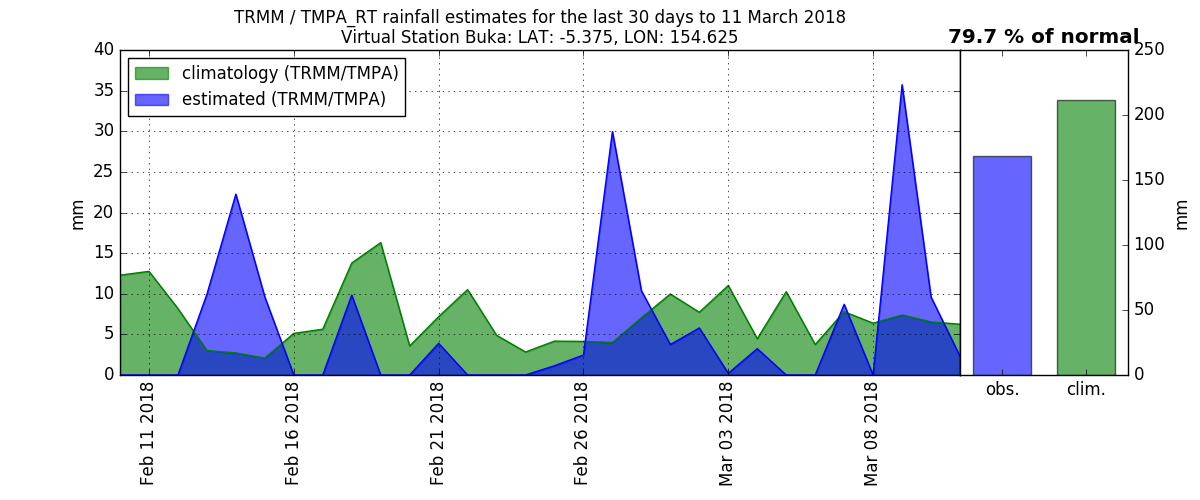 TRMM / TMPA_RT rainfall estimates for the last 30 days to 11 March 2018
Virtual Station Buka: LAT: -5.375, LON: 154.625
79.7 % of normal
climatology (TRMM/TMPA)
estimated (TRMM/TMPA)
mm
40
35
30
25
20
15
10
5
0
Feb 11 2018
Feb 16 2018
Feb 21 2018
Feb 26 2018
Mar 03 2018
Mar 08 2018
obs.
clim.
250
200
150
100
50
0
mm